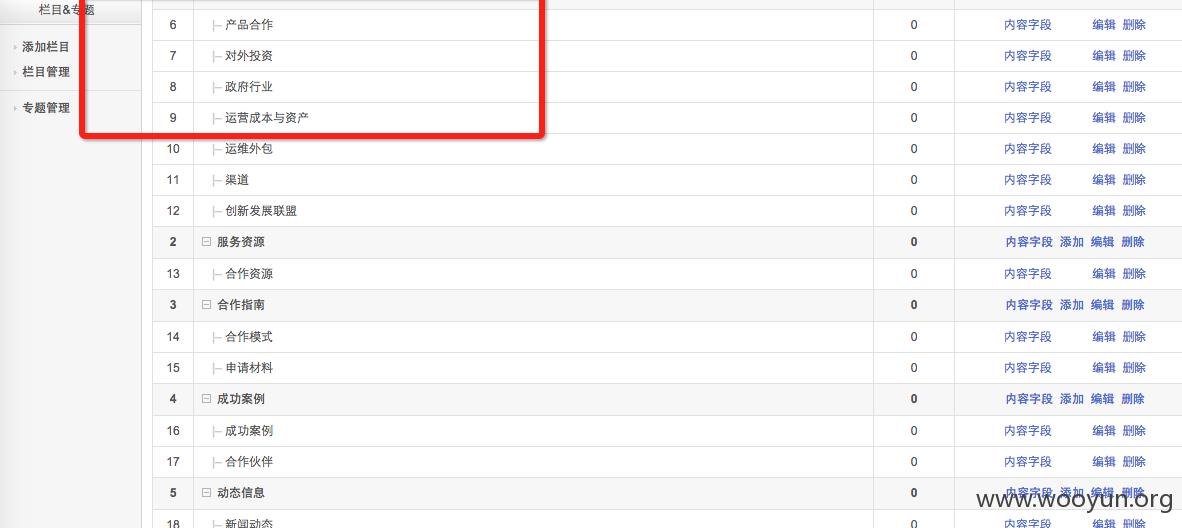 栏目&专题
添加栏目
栏目管理
专题管理
6 产品合作 0 内容字段 编辑 删除
7 对外投资 0 内容字段 编辑 删除
8 政府行业 0 内容字段 编辑 删除
9 运营成本与资产 0 内容字段 编辑 删除
10 运维外包 0 内容字段 编辑 删除
11 渠道 0 内容字段 编辑 删除
12 创新发展联盟 0 内容字段 编辑 删除
2 服务资源 0 内容字段 添加 编辑 删除
13 合作资源 0 内容字段 编辑 删除
3 合作指南 0 内容字段 添加 编辑 删除
14 合作模式 0 内容字段 编辑 删除
15 申请材料 0 内容字段 编辑 删除
4 成功案例 0 内容字段 添加 编辑 删除
16 成功案例 0 内容字段 编辑 删除
17 合作伙伴 0 内容字段 编辑 删除
5 动态信息 0 内容字段 添加 编辑 删除
www.wooyun.org
18 新闻动态 0 内容字段 编辑 删除